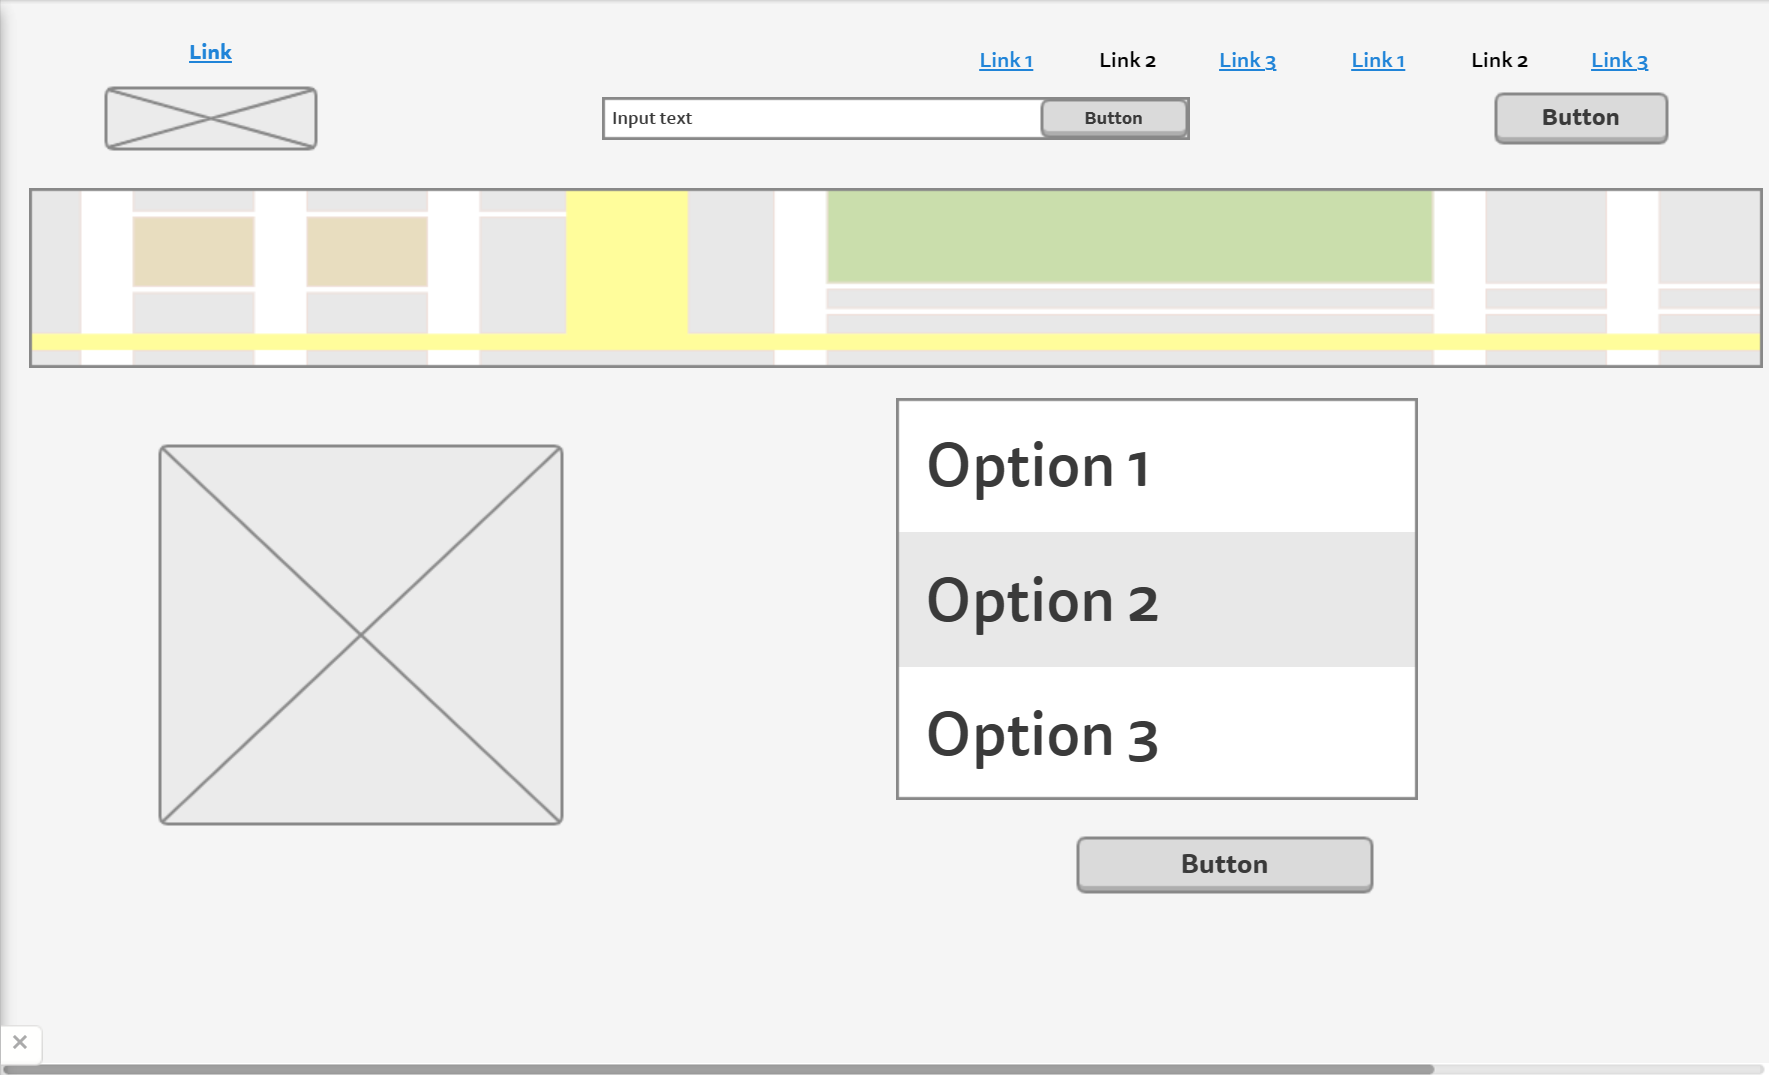 Link
Link 1 Link 2 Link 3 Link 1 Link 2 Link 3
Input text Button Button
Option 1
Option 2
Option 3
Button